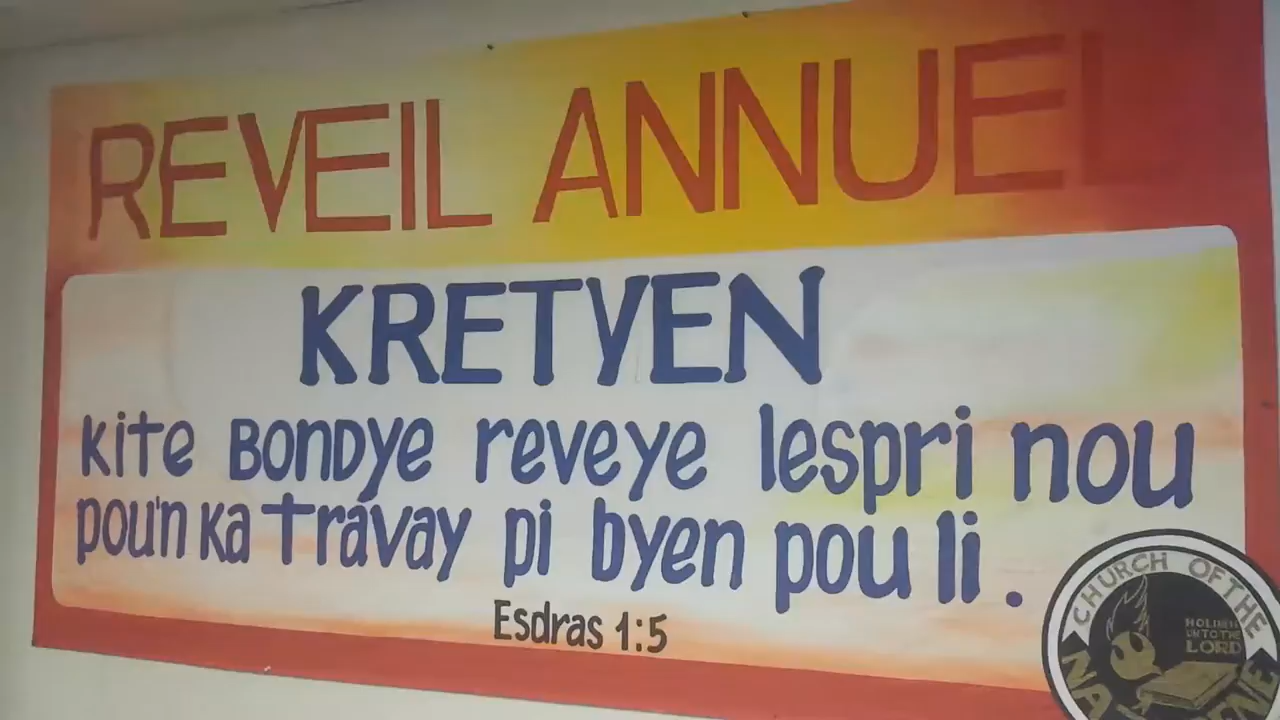 REVEIL ANNUEL
KRETYEN
Kite BONDye reveye lespri nou
pou'n Ka travay pi byen pou li.
Esdras 1:5
CHURCH OF THE
HOLINESS
UNTO THE
LORD